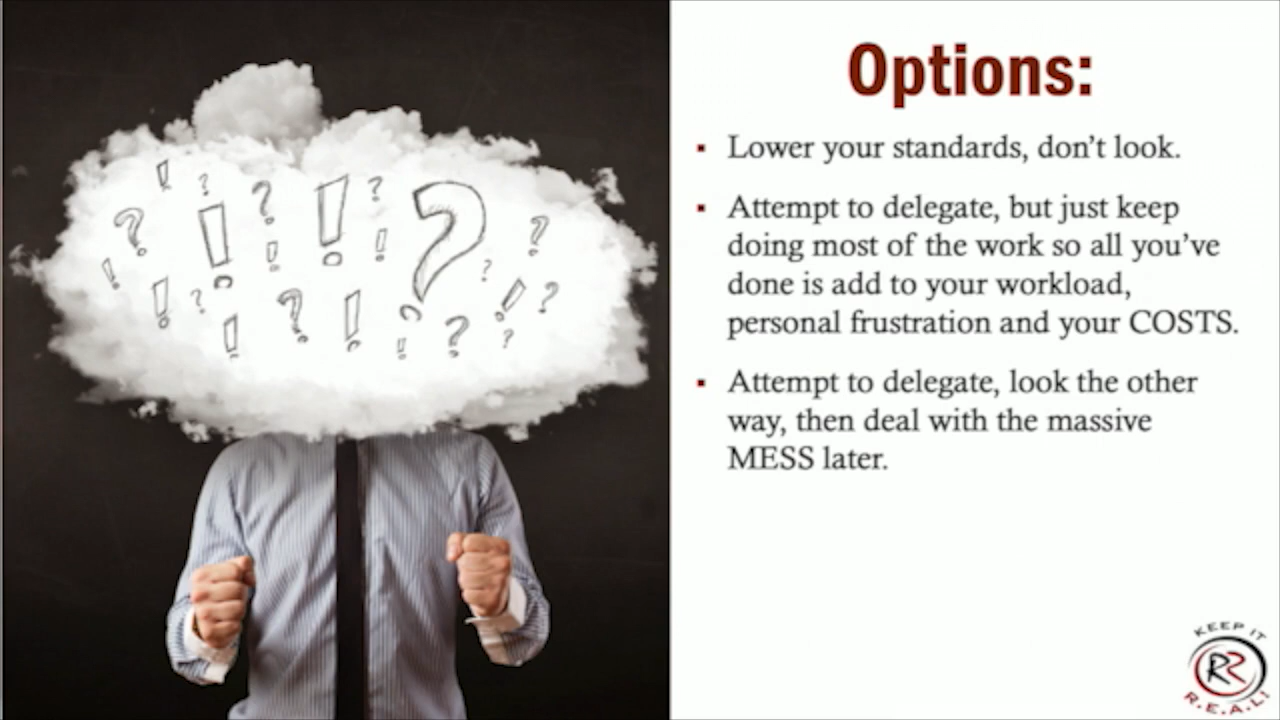 Options:
▪ Lower your standards, don't look.
▪ Attempt to delegate, but just keep
doing most of the work so all you've
done is add to your workload,
personal frustration and your COSTS.
▪ Attempt to delegate, look the other
way, then deal with the massive
MESS later.
KEEP IT
RR
R.E.A.L!